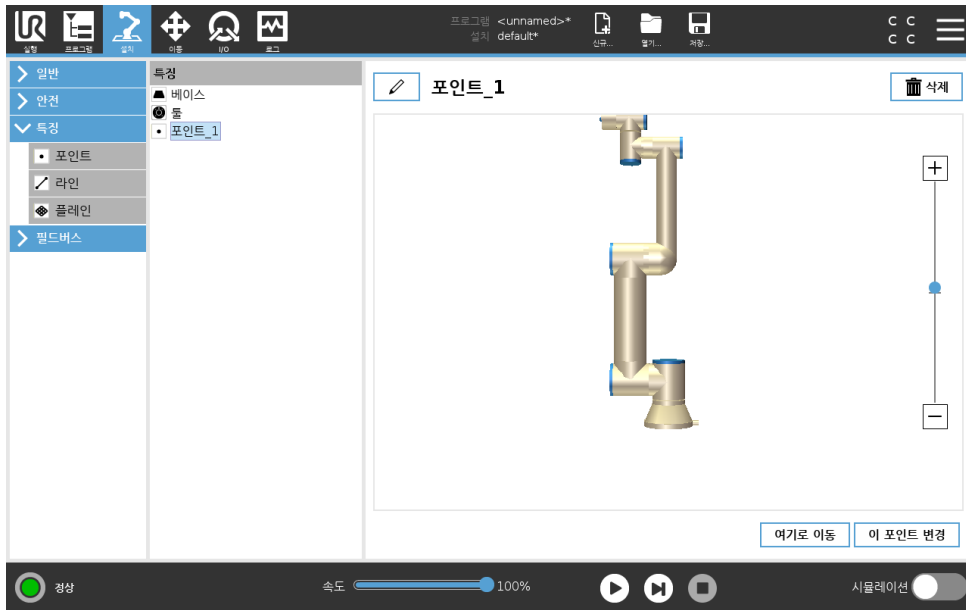 프로그램 <unnamed>*
설치 default*
C C
C C
실행 프로그램 설치 이동 I/O 로그 신규... 열기... 저장...
일반
안전
특징
포인트
라인
플레인
필드버스
특징
베이스
툴
포인트_1
포인트_1
삭제
여기로 이동 이 포인트 변경
정상 속도 100% 시뮬레이션